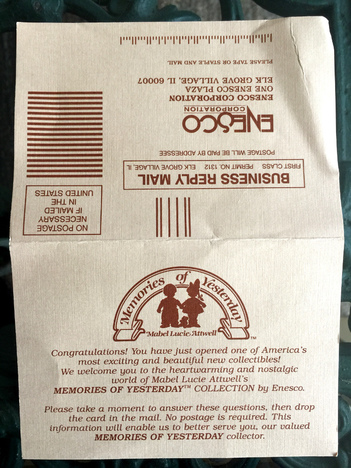 NO POSTAGE
NECESSARY
IF MAILED
IN THE
UNITED STATES
BUSINESS REPLY MAIL
FIRST CLASS PERMIT NO. 1312 ELK GROVE VILLAGE, IL
POSTAGE WILL BE PAID BY ADDRESSEE
ENESCO
CORPORATION
ENESCO CORPORATION
ONE ENESCO PLAZA
ELK GROVE VILLAGE, IL 60007
PLEASE TAPE OR STAPLE AND MAIL
Memories of Yesterday
Mabel Lucie Attwell
TM
Congratulations! You have just opened one of America's
most exciting and beautiful new collectibles!
We welcome you to the heartwarming and nostalgic
world of Mabel Lucie Attwell's
MEMORIES OF YESTERDAY™ COLLECTION by Enesco.
Please take a moment to answer these questions, then drop
the card in the mail. No postage is required. This
information will enable us to better serve you, our valued
MEMORIES OF YESTERDAY collector.